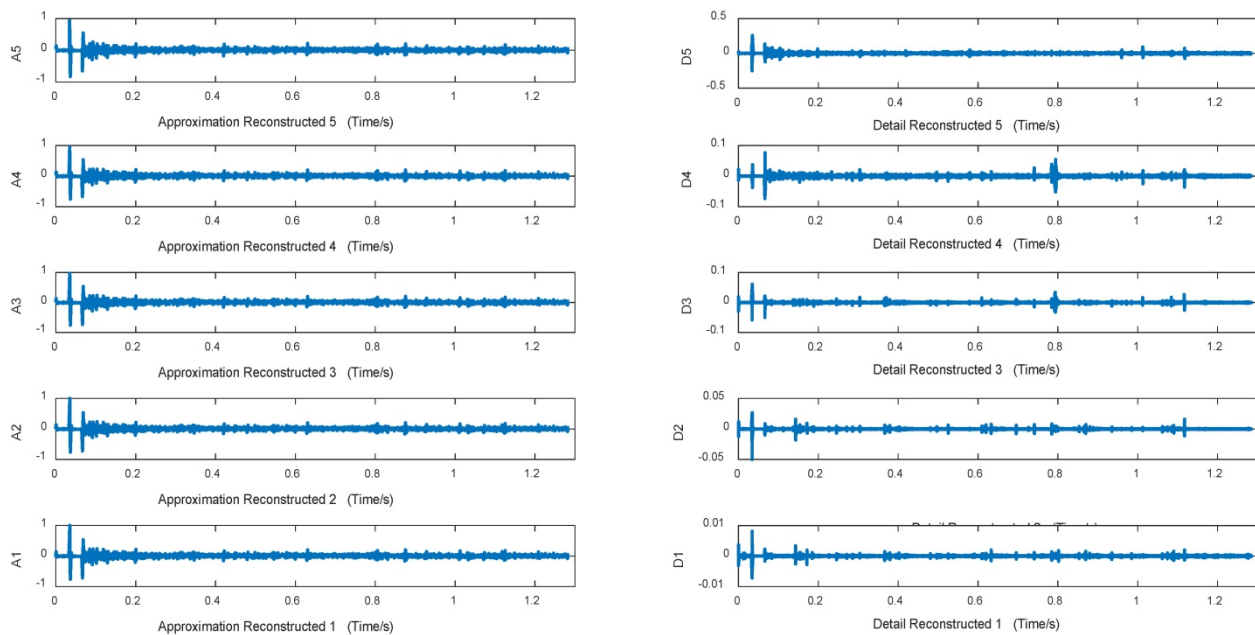 1
A5
0
-1
0 0.2 0.4 0.6 0.8 1 1.2
Approximation Reconstructed 5 (Time/s)
1
A4
0
-1
0 0.2 0.4 0.6 0.8 1 1.2
Approximation Reconstructed 4 (Time/s)
1
A3
0
-1
0 0.2 0.4 0.6 0.8 1 1.2
Approximation Reconstructed 3 (Time/s)
1
A2
0
-1
0 0.2 0.4 0.6 0.8 1 1.2
Approximation Reconstructed 2 (Time/s)
1
A1
0
-1
0 0.2 0.4 0.6 0.8 1 1.2
Approximation Reconstructed 1 (Time/s)
0.5
D5
0
-0.5
0 0.2 0.4 0.6 0.8 1 1.2
Detail Reconstructed 5 (Time/s)
0.1
D4
0
-0.1
0 0.2 0.4 0.6 0.8 1 1.2
Detail Reconstructed 4 (Time/s)
0.1
D3
0
-0.1
0 0.2 0.4 0.6 0.8 1 1.2
Detail Reconstructed 3 (Time/s)
0.05
D2
0
-0.05
0 0.2 0.4 0.6 0.8 1 1.2
0.01
D1
0
-0.01
0 0.2 0.4 0.6 0.8 1 1.2
Detail Reconstructed 1 (Time/s)